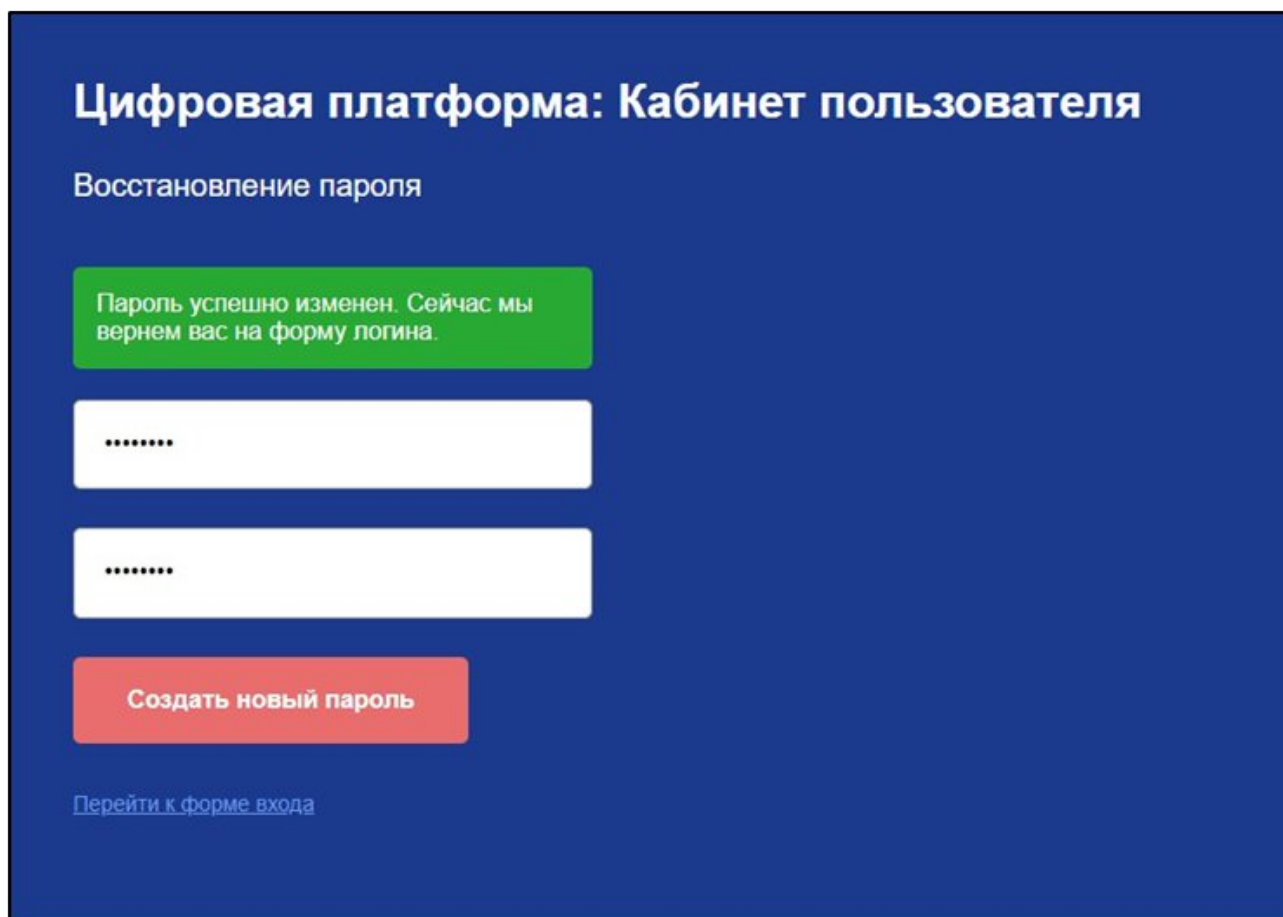 Цифровая платформа: Кабинет пользователя
Восстановление пароля
Пароль успешно изменен. Сейчас мы
вернем вас на форму логина.
••••••••
••••••••
Создать новый пароль
Перейти к форме входа